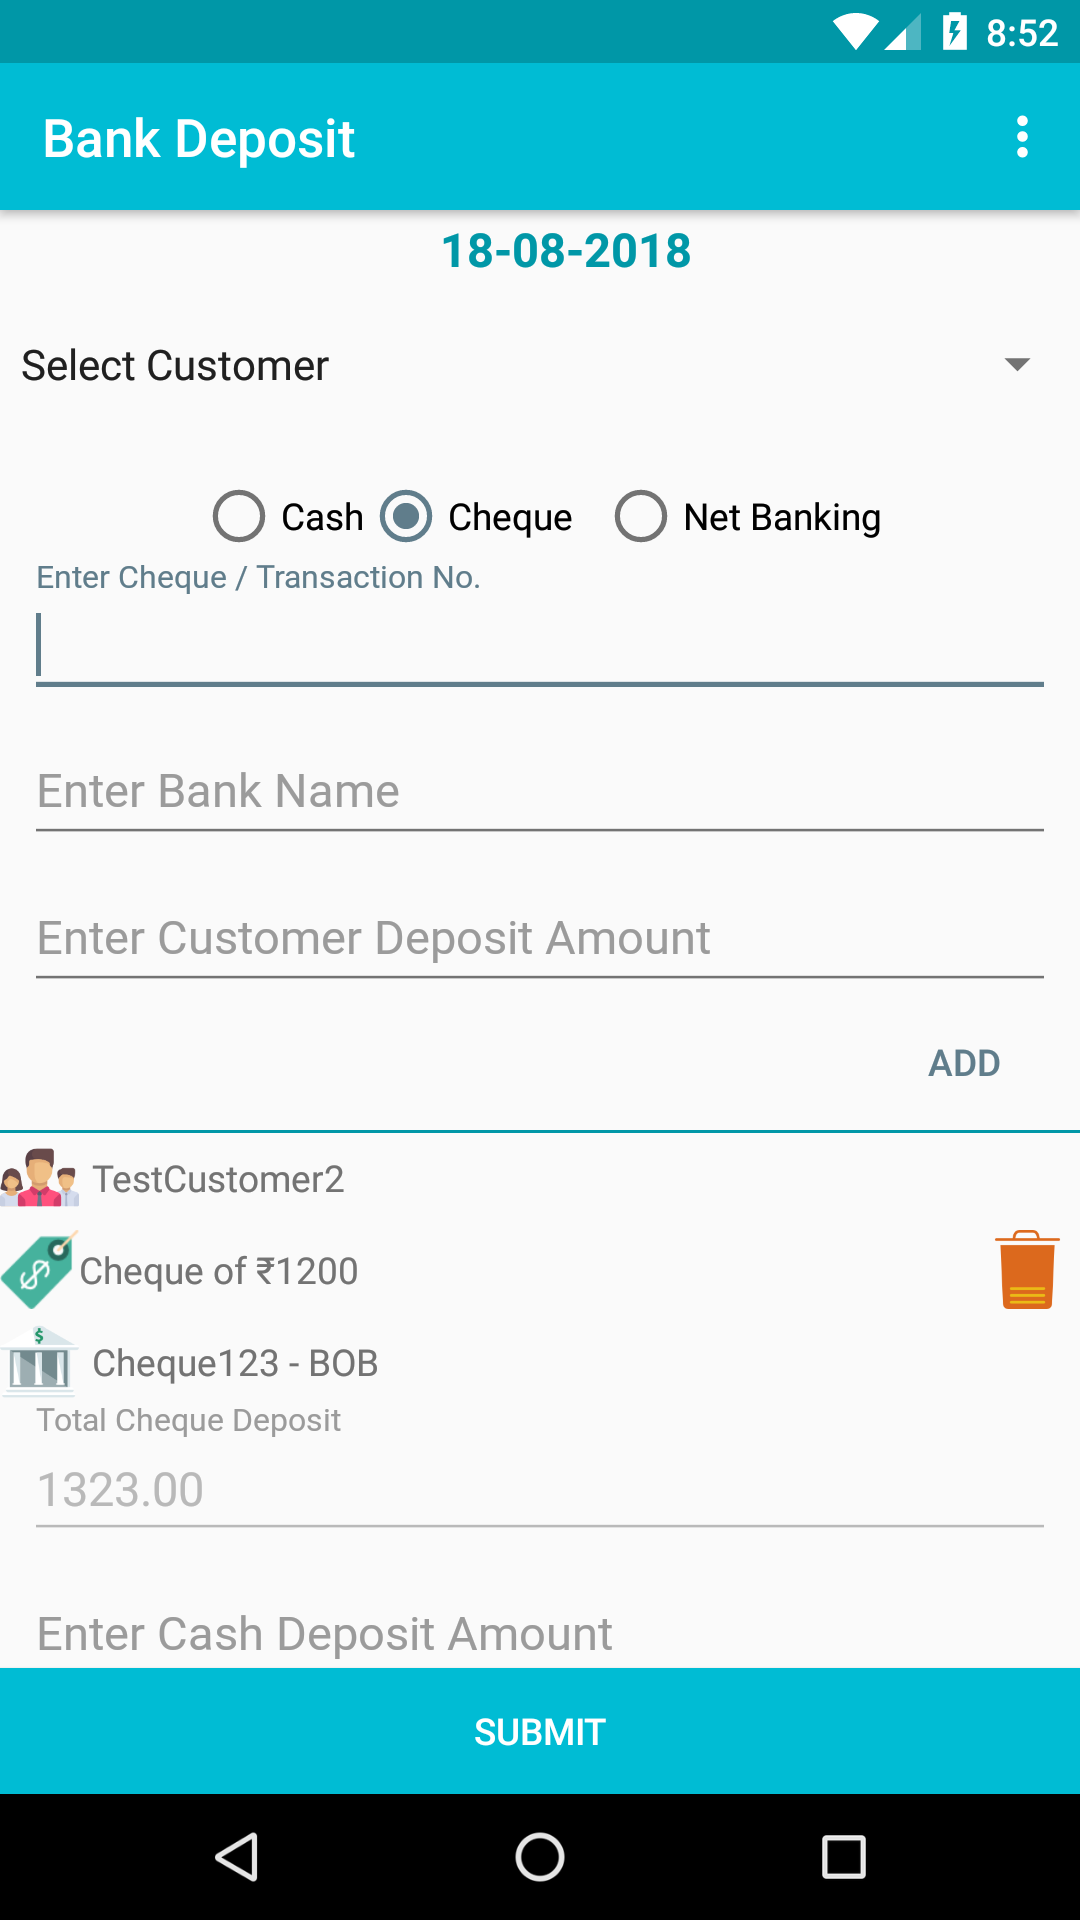 8:52
Bank Deposit
18-08-2018
Select Customer
Cash Cheque Net Banking
Enter Cheque / Transaction No.
Enter Bank Name
Enter Customer Deposit Amount
ADD
TestCustomer2
Cheque of ₹1200
Cheque123 - BOB
Total Cheque Deposit
1323.00
Enter Cash Deposit Amount
SUBMIT